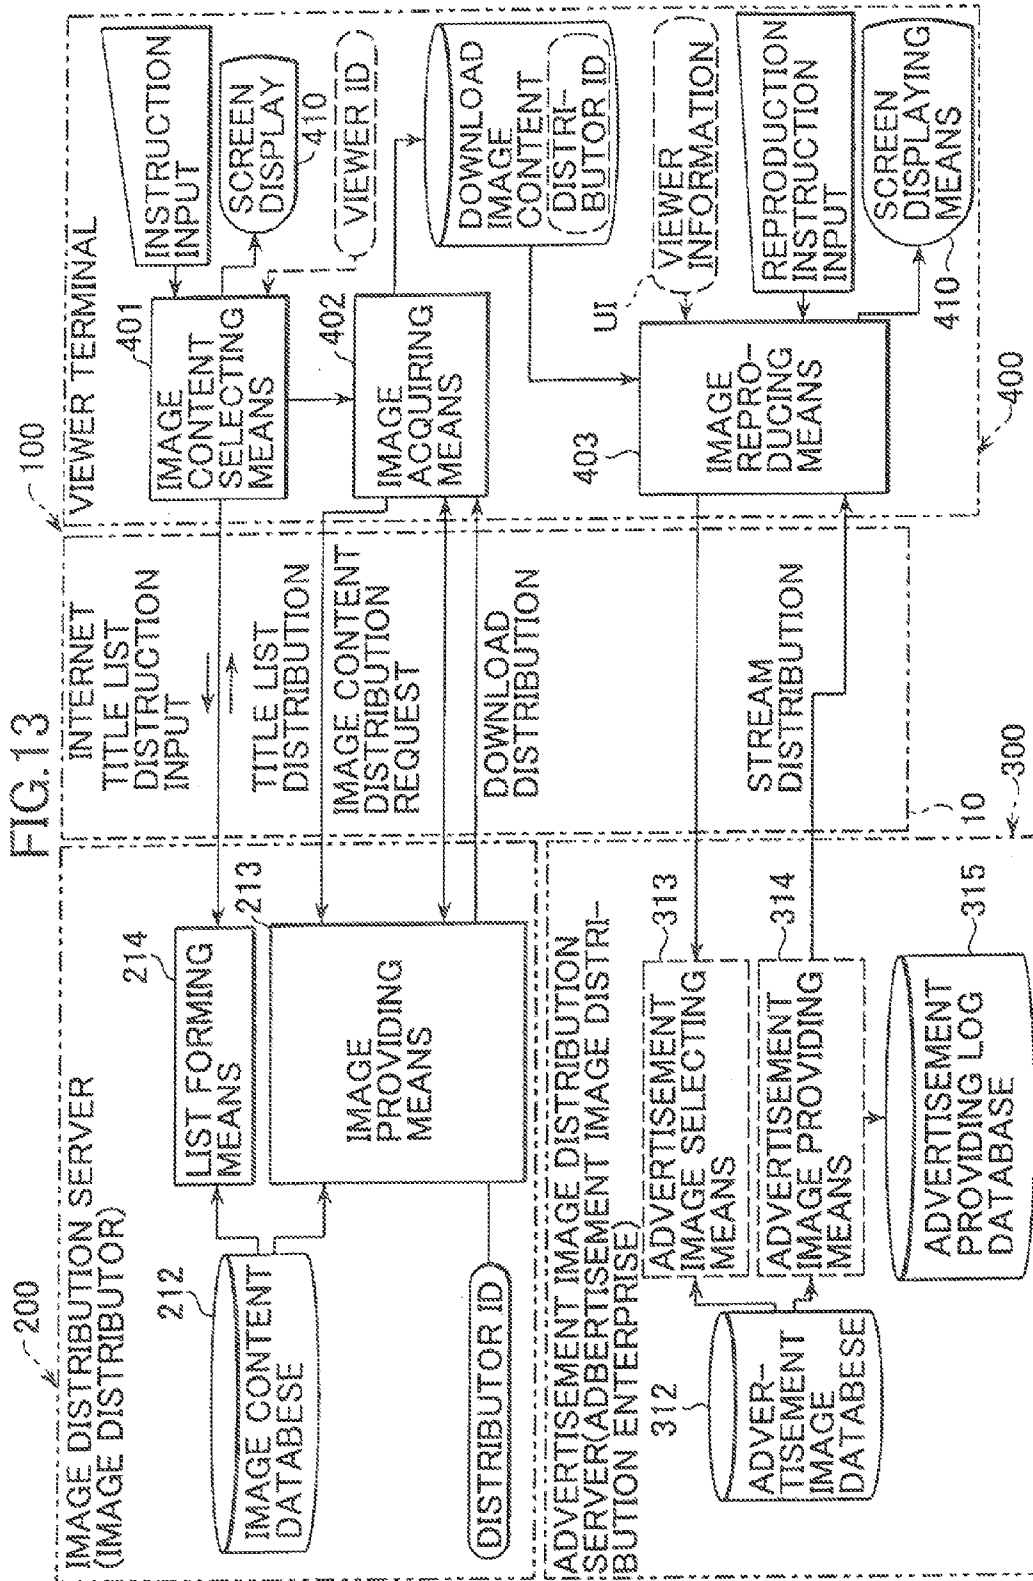 FIG.13
100
200
IMAGE DISTRIBUTION SERVER
(IMAGE DISTRIBUTOR)
212
IMAGE CONTENT
DATABESE
214
LIST FORMING
MEANS
213
IMAGE
PROVIDING
MEANS
DISTRIBUTOR ID
ADVERTISEMENT IMAGE DISTRIBUTION
SERVER(ADBERTISEMENT IMAGE DISTRI-
BUTION ENTERPRISE)
312
ADVER-
TISEMENT
IMAGE
DATABESE
313
ADVERTISEMENT
IMAGE SELECTING
MEANS
314
ADVERTISEMENT
IMAGE PROVIDING
MEANS
315
ADVERTISEMENT
PROVIDING LOG
DATABASE
300
INTERNET
TITLE LIST
DISTRUCTION
INPUT
TITLE LIST
DISTRIBUTION
IMAGE CONTENT
DISTRIBUTION
REQUEST
DOWNLOAD
DISTRIBUTION
STREAM
DISTRIBUTION
10
VIEWER TERMINAL
401
IMAGE
CONTENT
SELECTING
MEANS
INSTRUCTION
INPUT
SCREEN
DISPLAY
410
VIEWER ID
402
IMAGE
ACQUIRING
MEANS
DOWNLOAD
IMAGE
CONTENT
DISTRI-
BUTOR ID
UI
VIEWER
INFORMATION
403
IMAGE
REPRO-
DUCING
MEANS
REPRODUCTION
INSTRUCTION
INPUT
SCREEN
DISPLAYING
MEANS
410
400